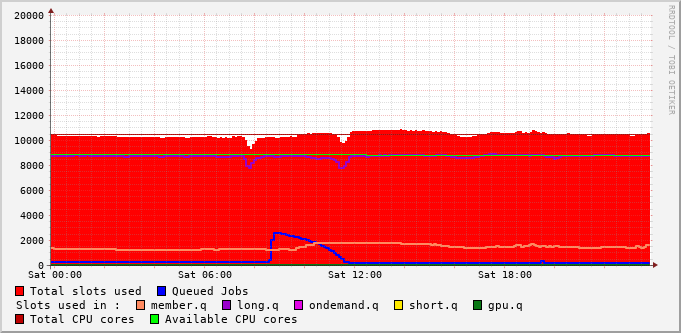 RRDTOOL / TOBI OETIKER
20000
18000
16000
14000
12000
10000
8000
6000
4000
2000
0
Sat 00:00 Sat 06:00 Sat 12:00 Sat 18:00
Total slots used Queued Jobs
Slots used in : member.q long.q ondemand.q short.q gpu.q
Total CPU cores Available CPU cores